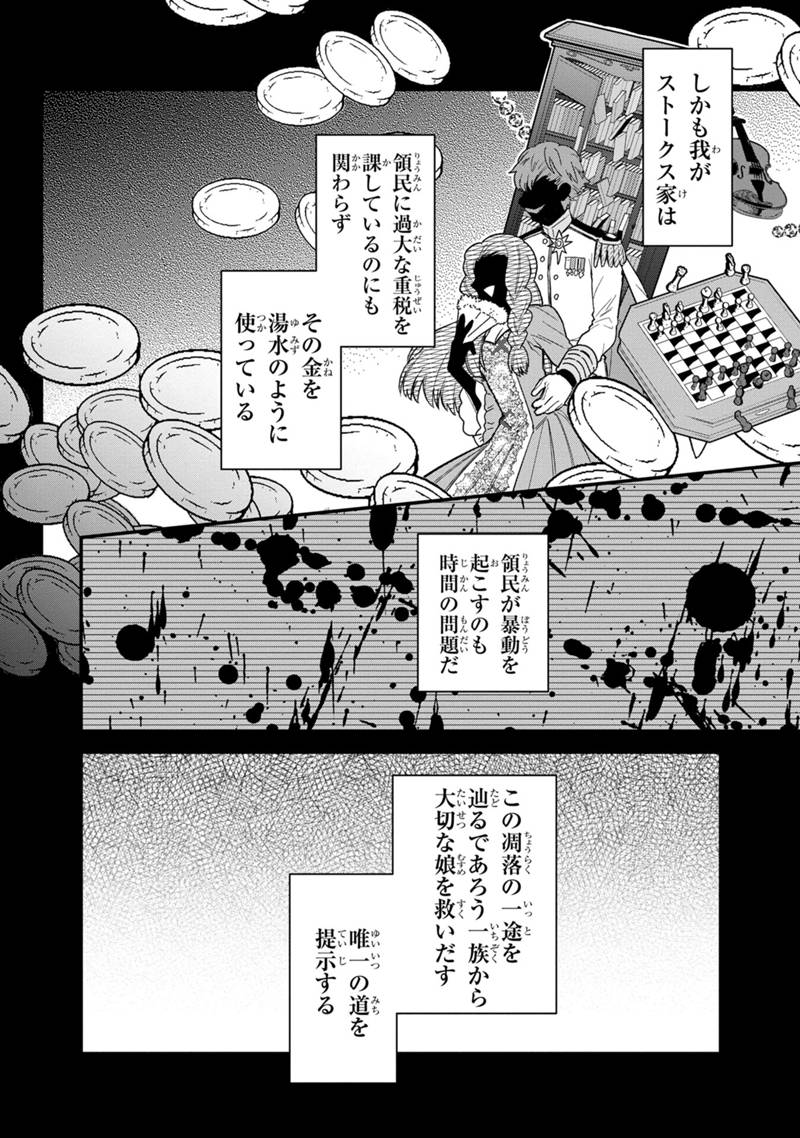 しかも我が
ストークス家は
領民に過大な重税を
課しているのにも
関わらず
その金を
湯水のように
使っている
領民が暴動を
起こすのも
時間の問題だ
この凋落の一途を
辿るであろう一族から
大切な娘を救いだす
唯一の道を
提示する